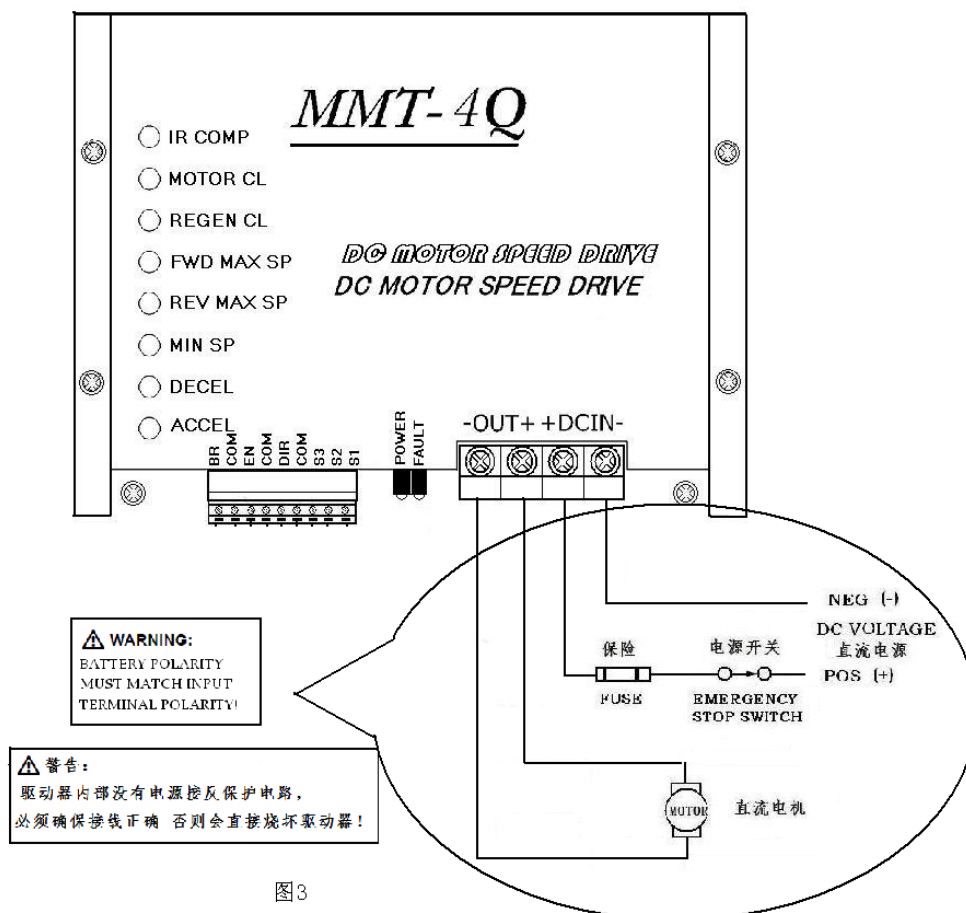 MMT-4Q
IR COMP
MOTOR CL
REGEN CL
FWD MAX SP
REV MAX SP
MIN SP
DECEL
ACCEL
DC MOTOR SPEED DRIVE
DC MOTOR SPEED DRIVE
BR
COM
EN
COM
DIR
COM
S3
S2
S1
POWER
FAULT
-OUT+ +DCIN-
NEG (-)
DC VOLTAGE
直流电源
POS (+)
保险
FUSE
电源开关
EMERGENCY
STOP SWITCH
MOTOR
直流电机
⚠ WARNING:
BATTERY POLARITY
MUST MATCH INPUT
TERMINAL POLARITY!
⚠ 警告：
驱动器内部没有电源接反保护电路，
必须确保接线正确 否则会直接烧坏驱动器！
图3